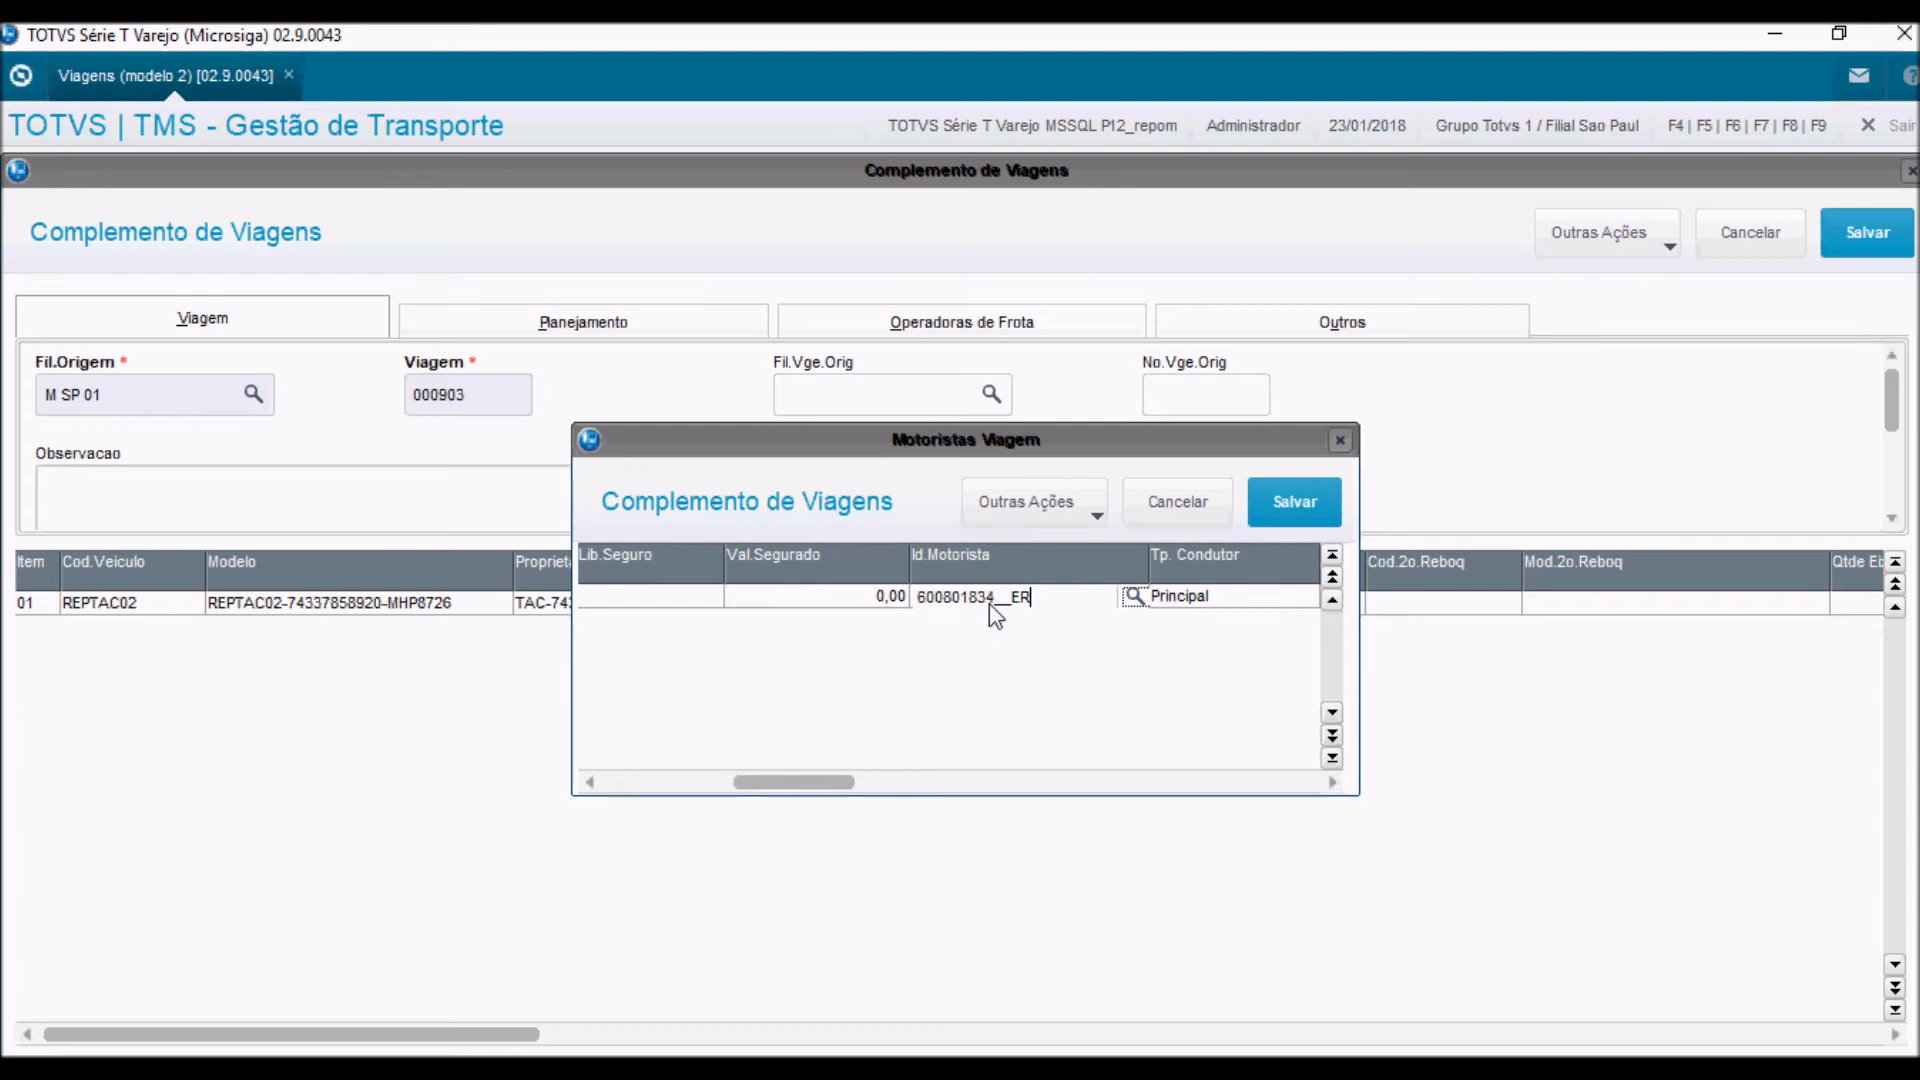 TOTVS Série T Varejo (Microsiga) 02.9.0043
Viagens (modelo 2) [02.9.0043]
TOTVS | TMS - Gestão de Transporte
TOTVS Série T Varejo MSSQL P12_repom Administrador 23/01/2018 Grupo Totvs 1 / Filial Sao Paul F4 | F5 | F6 | F7 | F8 | F9 Sair
Complemento de Viagens
Complemento de Viagens
Outras Ações Cancelar Salvar
Viagem Planejamento Operadoras de Frota Outros
Fil.Origem * Viagem * Fil.Vge.Orig No.Vge.Orig
M SP 01 000903
Observacao
Motoristas Viagem
Complemento de Viagens Outras Ações Cancelar Salvar
Lib.Seguro Val.Segurado Id.Motorista Tp. Condutor
0,00 600801834__ER Principal
Item Cod.Veiculo Modelo Propriet Cod.2o.Reboq Mod.2o.Reboq Qtde Ei
01 REPTAC02 REPTAC02-74337858920-MHP8726 TAC-743